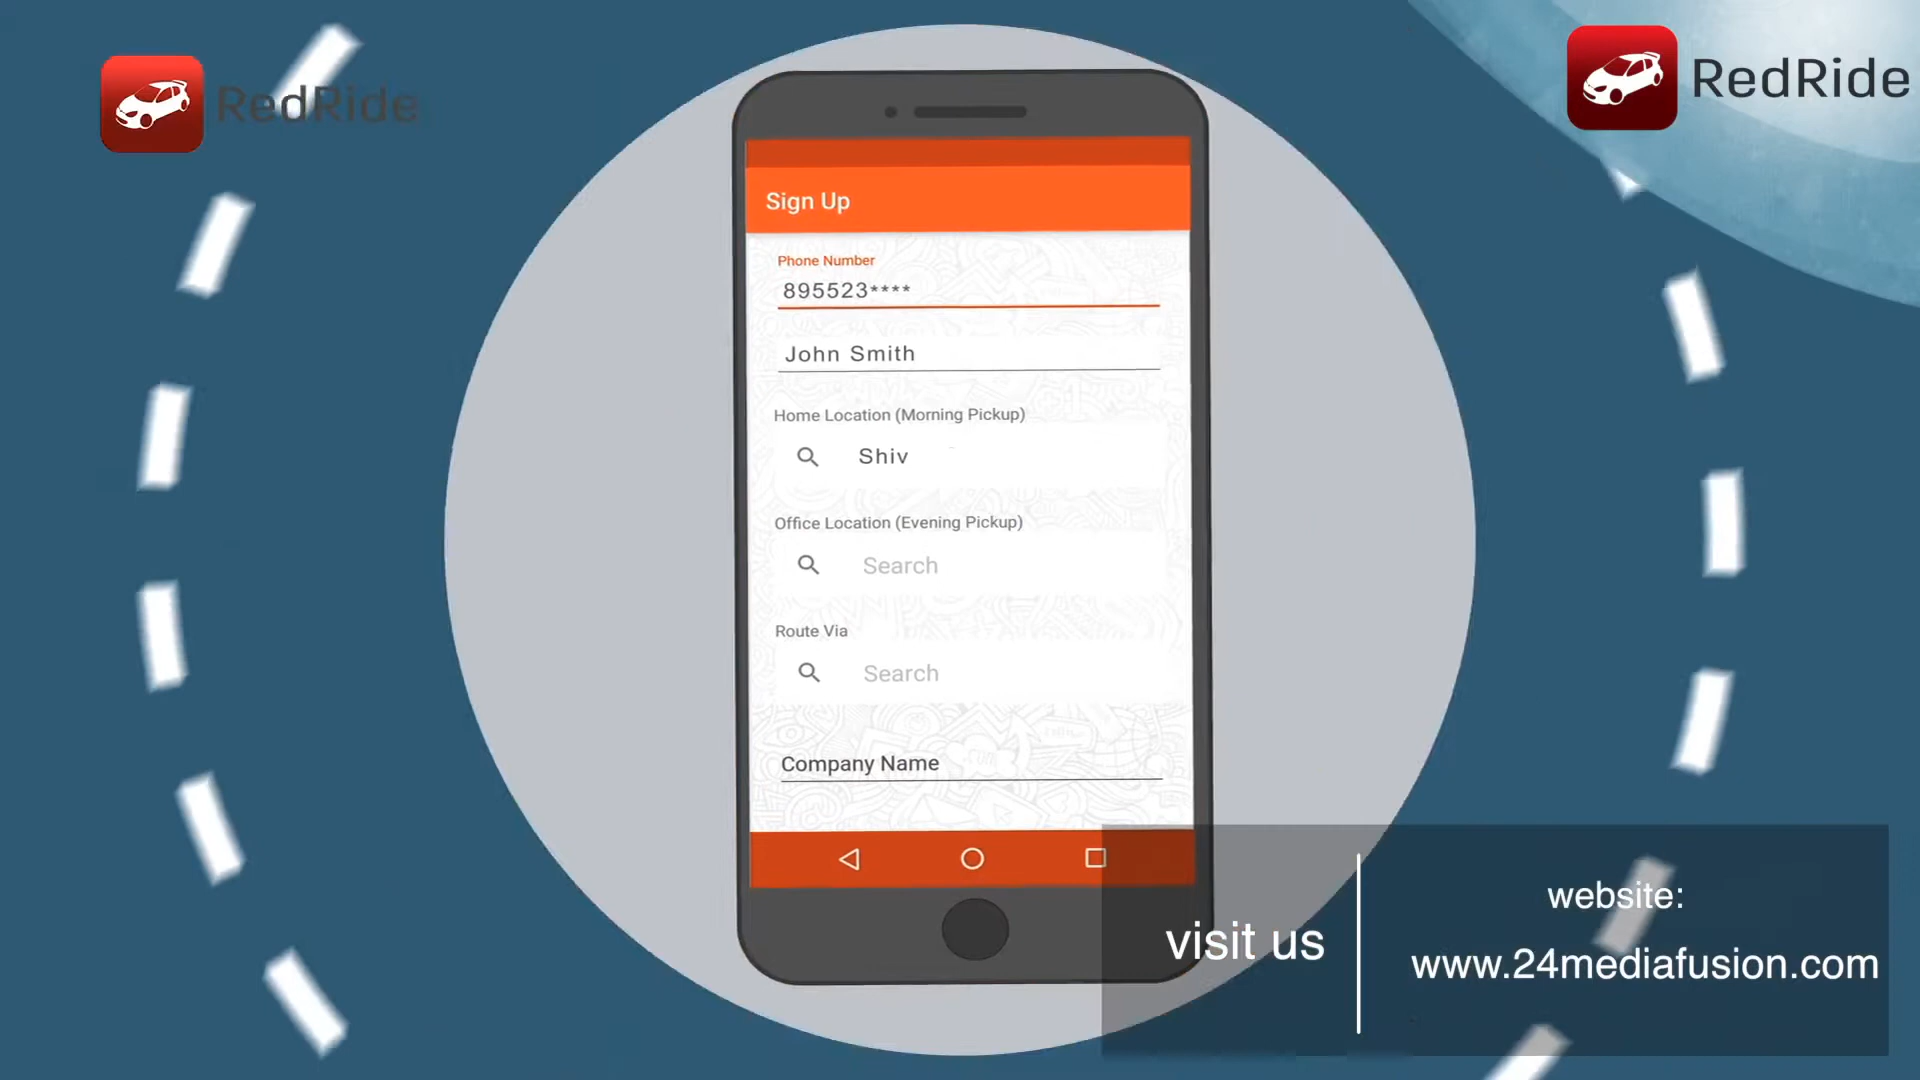 RedRide
RedRide
Sign Up
Phone Number
895523****
John Smith
Home Location (Morning Pickup)
Shiv
Office Location (Evening Pickup)
Search
Route Via
Search
Company Name
visit us
website:
www.24mediafusion.com